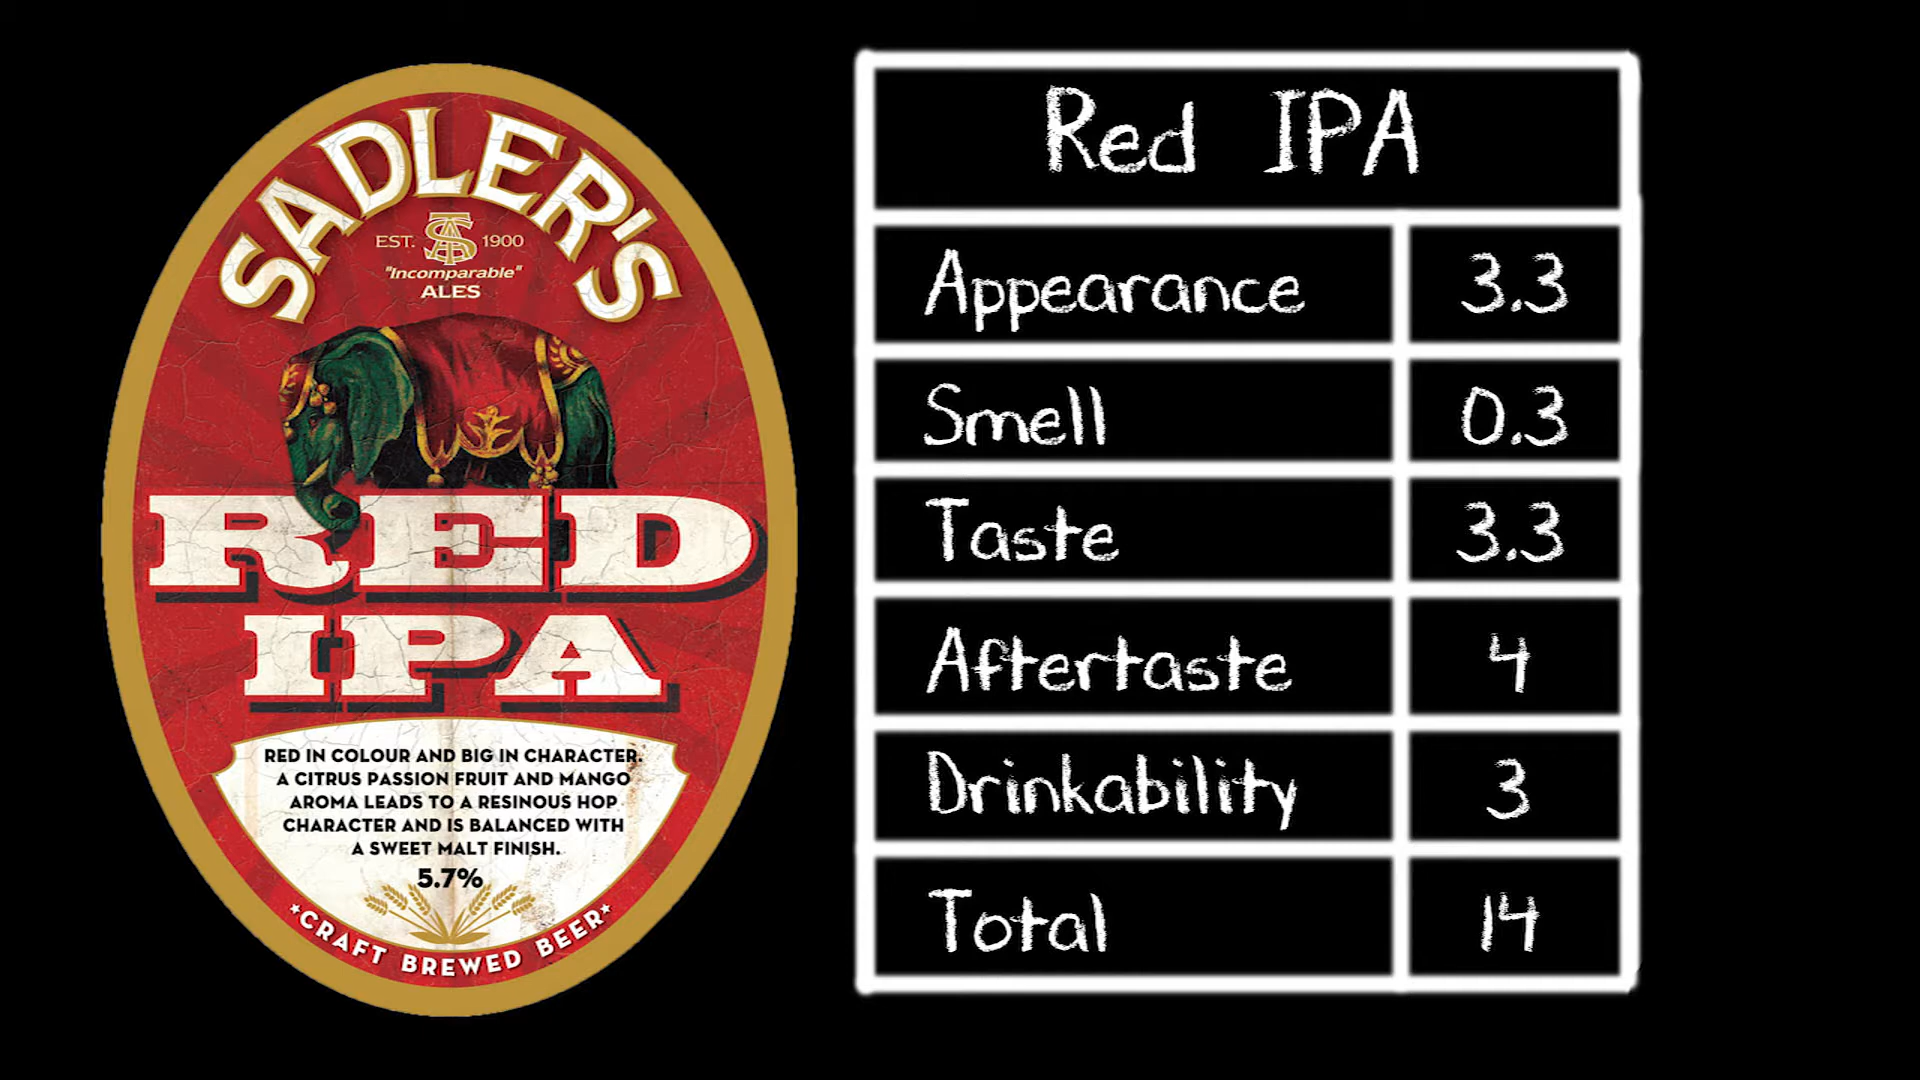 SADLER'S
EST. TSA 1900
"Incomparable"
ALES
RED
IPA
RED IN COLOUR AND BIG IN CHARACTER.
A CITRUS PASSION FRUIT AND MANGO
AROMA LEADS TO A RESINOUS HOP
CHARACTER AND IS BALANCED WITH
A SWEET MALT FINISH.
5.7%
★CRAFT BREWED BEER★
Red IPA
Appearance 3.3
Smell 0.3
Taste 3.3
Aftertaste 4
Drinkability 3
Total 14